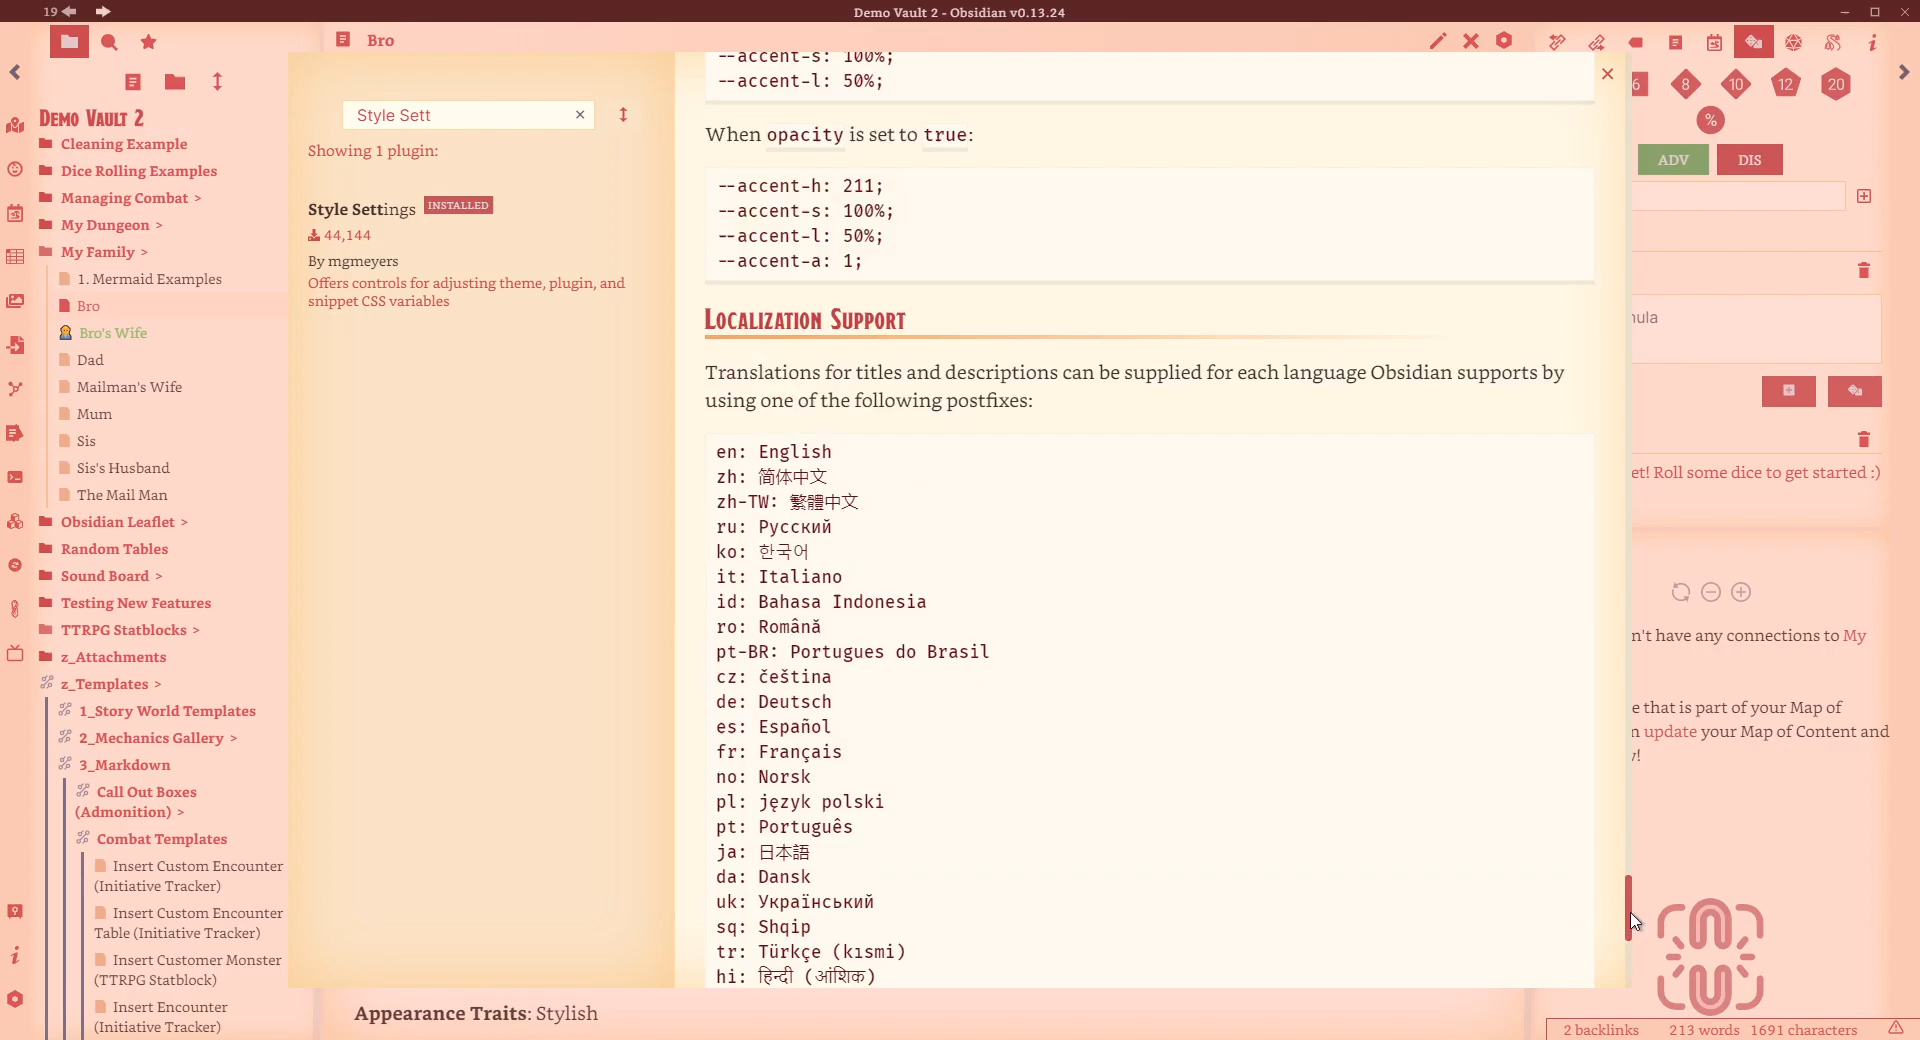 19
Demo Vault 2 - Obsidian v0.13.24
Bro
Demo Vault 2
Cleaning Example
Dice Rolling Examples
Managing Combat >
My Dungeon >
My Family >
1. Mermaid Examples
Bro
Bro's Wife
Dad
Mailman's Wife
Mum
Sis
Sis's Husband
The Mail Man
Obsidian Leaflet >
Random Tables
Sound Board >
Testing New Features
TTRPG Statblocks >
z_Attachments
z_Templates >
1_Story World Templates
2_Mechanics Gallery >
3_Markdown
Call Out Boxes
(Admonition) >
Combat Templates
Insert Custom Encounter
(Initiative Tracker)
Insert Custom Encounter
Table (Initiative Tracker)
Insert Customer Monster
(TTRPG Statblock)
Insert Encounter
(Initiative Tracker)
Style Sett
Showing 1 plugin:
Style Settings INSTALLED
44,144
By mgmeyers
Offers controls for adjusting theme, plugin, and
snippet CSS variables
--accent-s: 100%;
--accent-l: 50%;
When opacity is set to true:
--accent-h: 211;
--accent-s: 100%;
--accent-l: 50%;
--accent-a: 1;
Localization Support
Translations for titles and descriptions can be supplied for each language Obsidian supports by
using one of the following postfixes:
en: English
zh: 简体中文
zh-TW: 繁體中文
ru: Русский
ko: 한국어
it: Italiano
id: Bahasa Indonesia
ro: Română
pt-BR: Portugues do Brasil
cz: čeština
de: Deutsch
es: Español
fr: Français
no: Norsk
pl: język polski
pt: Português
ja: 日本語
da: Dansk
uk: Український
sq: Shqip
tr: Türkçe (kısmi)
hi: हिन्दी (आंशिक)
Appearance Traits: Stylish
6 8 10 12 20
%
ADV DIS
nula
et! Roll some dice to get started :)
n't have any connections to My
e that is part of your Map of
n update your Map of Content and
y!
2 backlinks 213 words 1691 characters